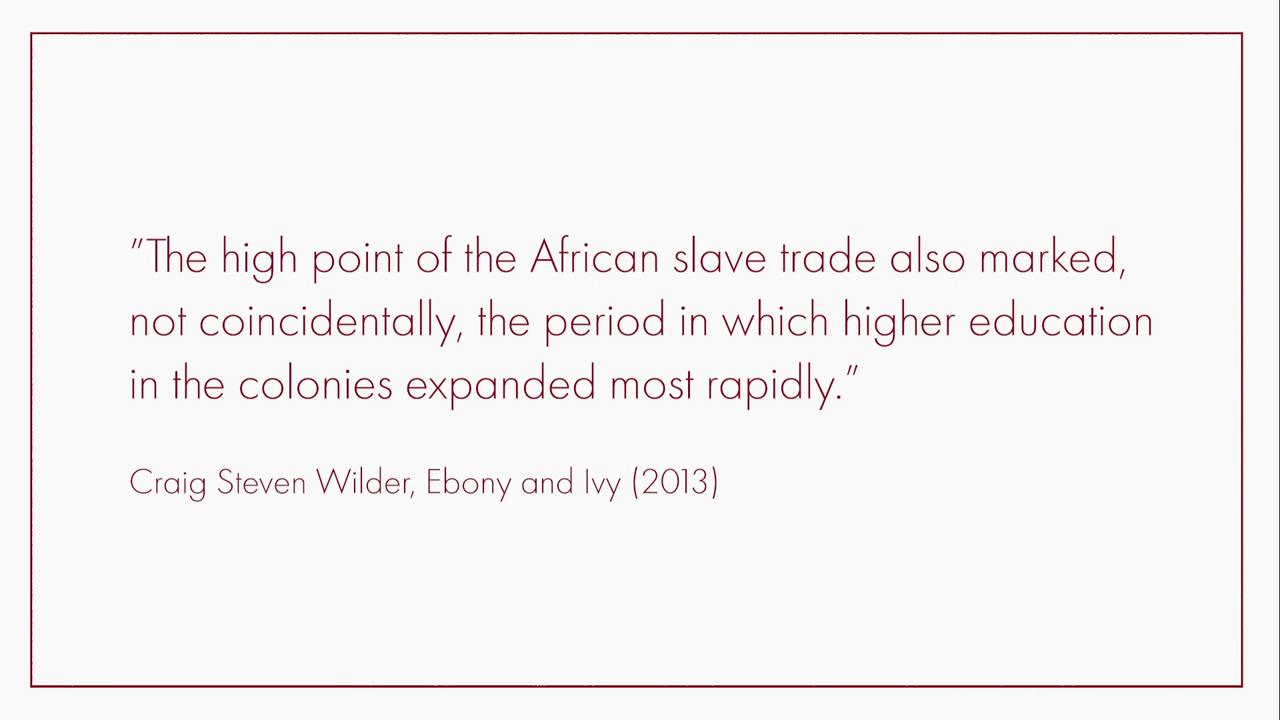 "The high point of the African slave trade also marked,
not coincidentally, the period in which higher education
in the colonies expanded most rapidly."
Craig Steven Wilder, Ebony and Ivy (2013)